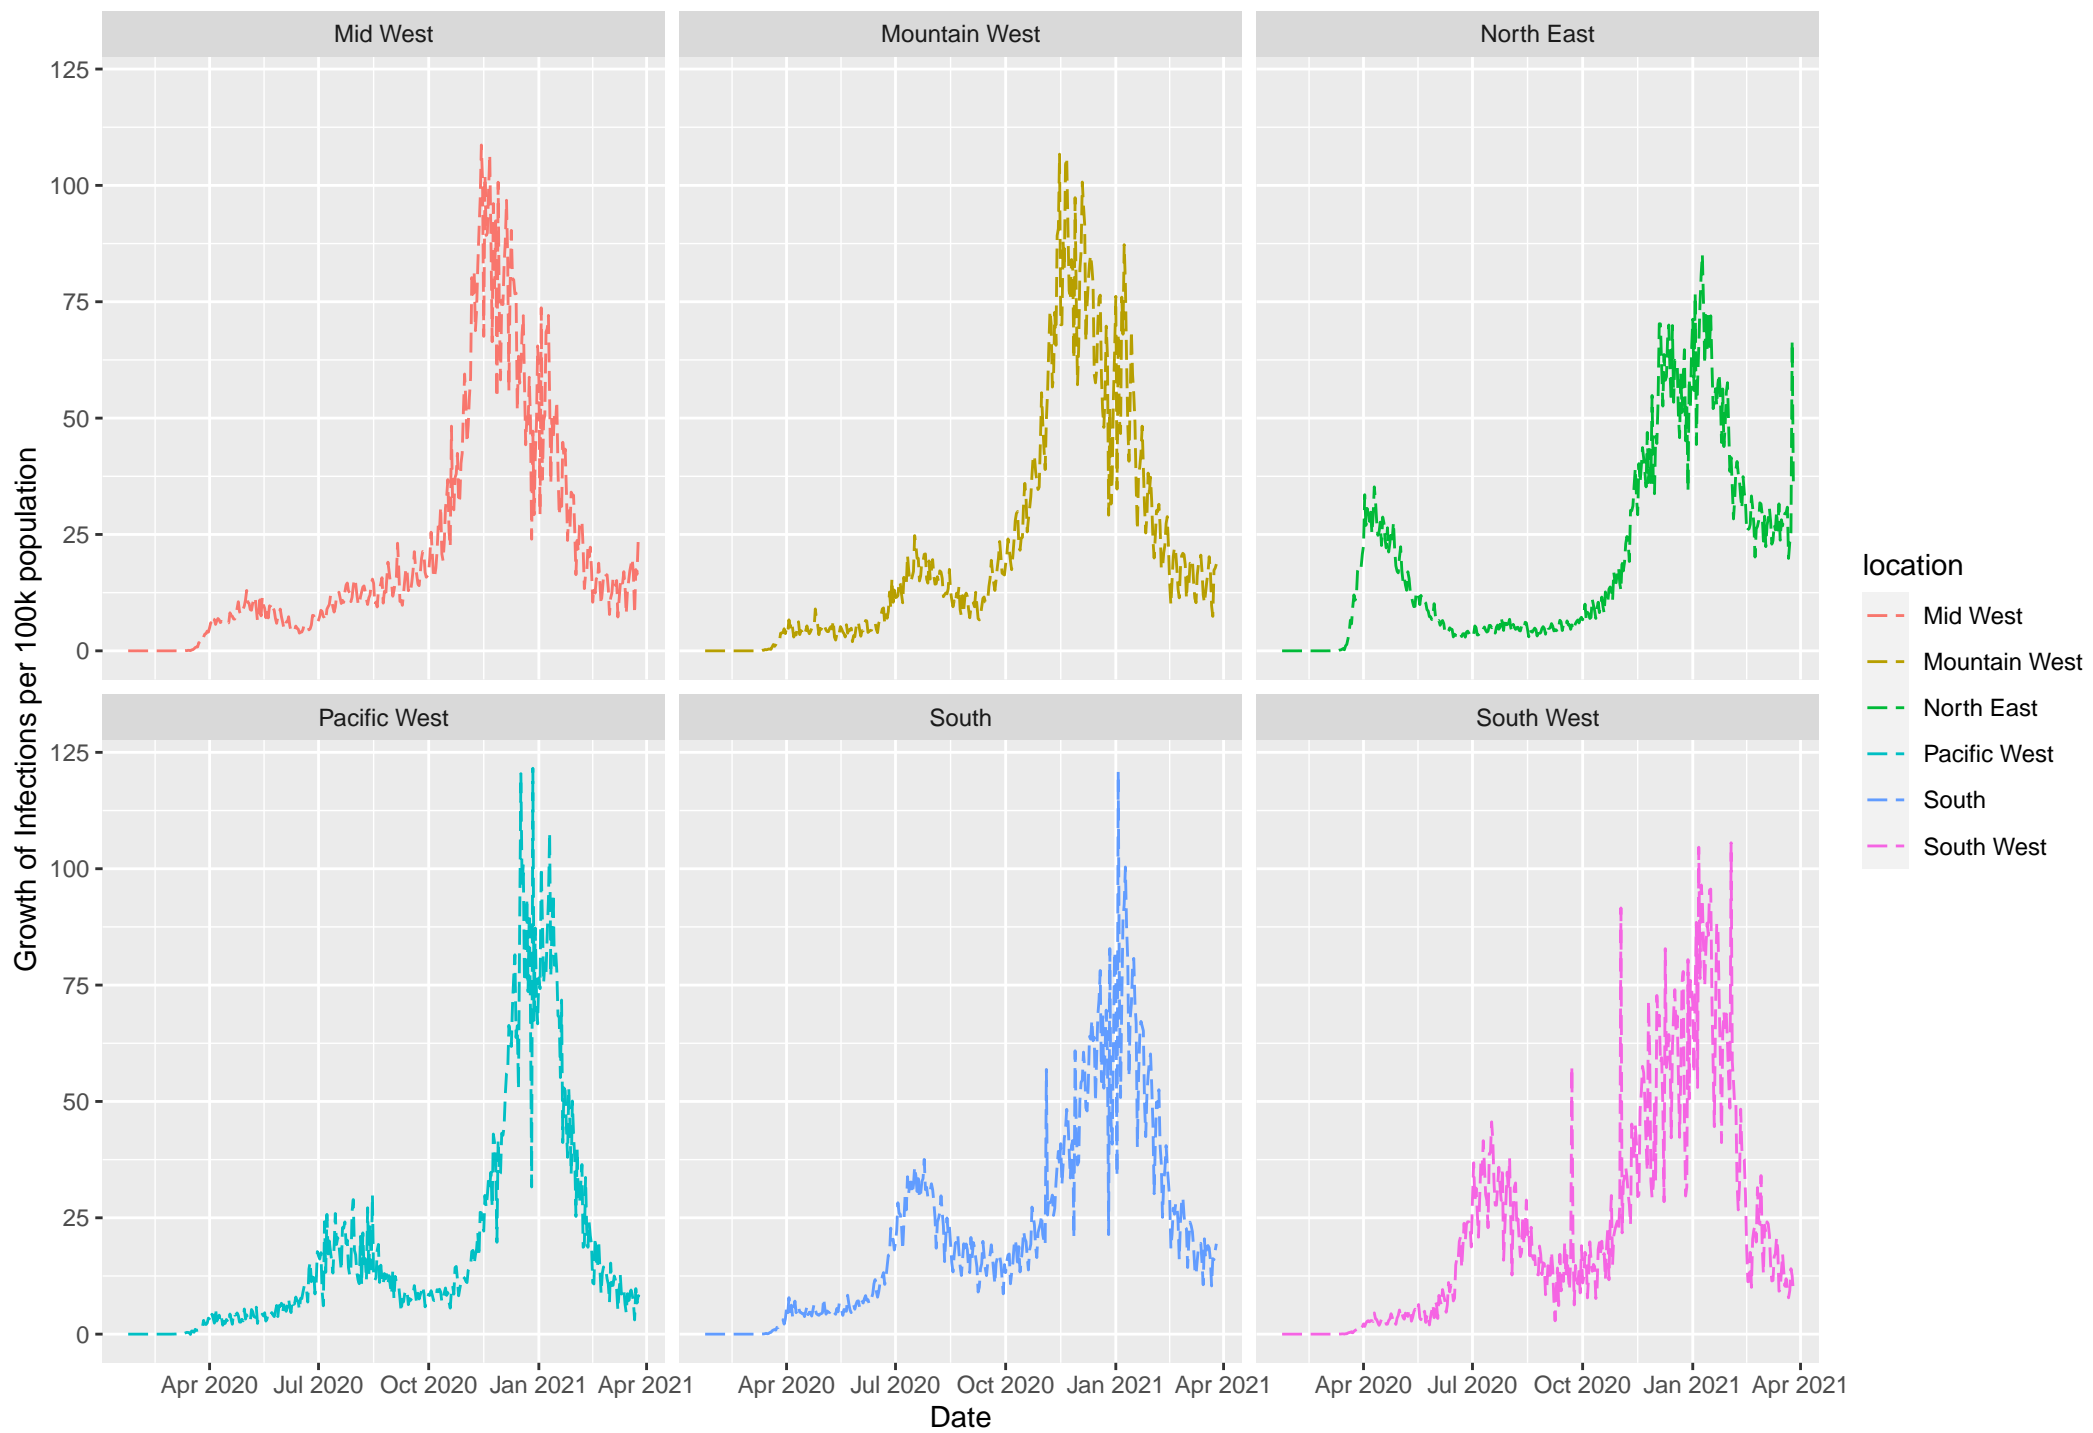 Mid West
Mountain West
North East
125
100
75
50
25
0
Pacific West
South
South West
125
100
75
50
25
0
Apr 2020 Jul 2020 Oct 2020 Jan 2021 Apr 2021
Apr 2020 Jul 2020 Oct 2020 Jan 2021 Apr 2021
Apr 2020 Jul 2020 Oct 2020 Jan 2021 Apr 2021
Date
Growth of Infections per 100k population
location
Mid West
Mountain West
North East
Pacific West
South
South West